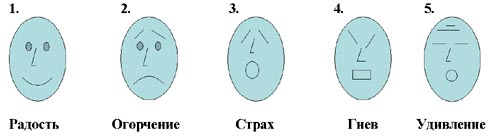 1. 2. 3. 4. 5.
Радость Огорчение Страх Гнев Удивление